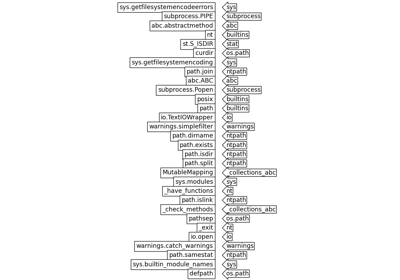 sys.getfilesystemencodeerrors sys
subprocess.PIPE subprocess
abc.abstractmethod abc
nt builtins
st.S_ISDIR stat
curdir os.path
sys.getfilesystemencoding sys
path.join ntpath
abc.ABC abc
subprocess.Popen subprocess
posix builtins
path builtins
io.TextIOWrapper io
warnings.simplefilter warnings
path.dirname ntpath
path.exists ntpath
path.isdir ntpath
path.split ntpath
MutableMapping _collections_abc
sys.modules sys
_have_functions nt
path.islink ntpath
_check_methods _collections_abc
pathsep os.path
_exit nt
io.open io
warnings.catch_warnings warnings
path.samestat ntpath
sys.builtin_module_names sys
defpath os.path